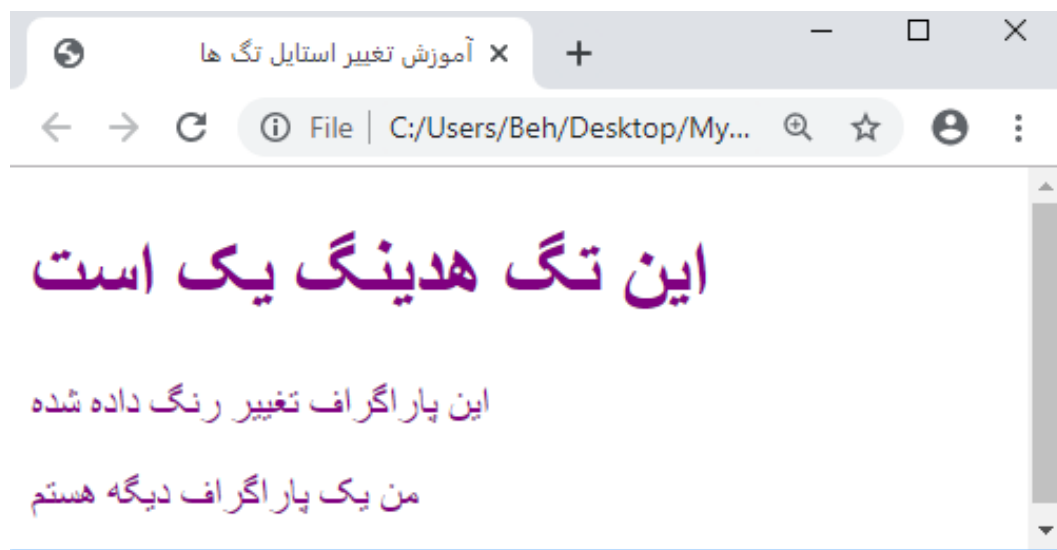 آموزش تغییر استایل تگ ها
File | C:/Users/Beh/Desktop/My...
این تگ هدینگ یک است
این پاراگراف تغییر رنگ داده شده
من یک پاراگراف دیگه هستم